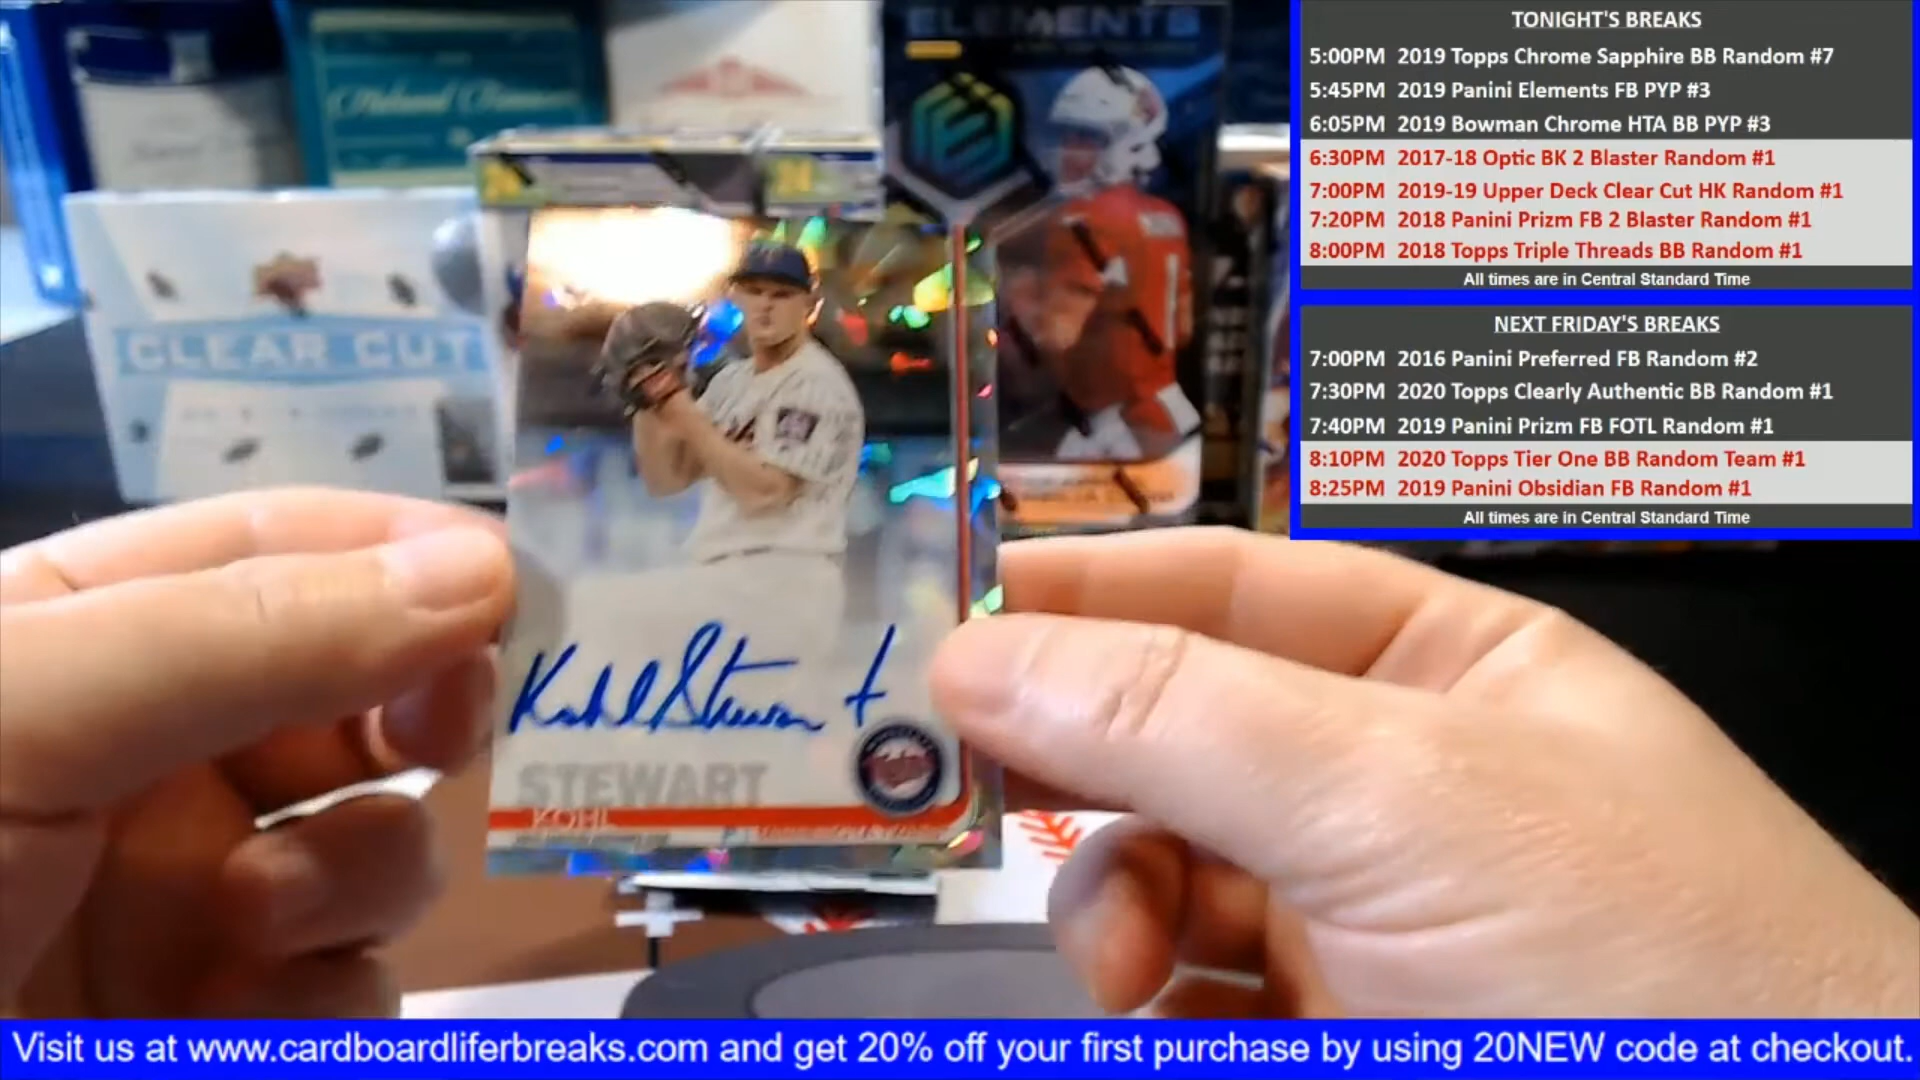 ELEMENTS
TONIGHT'S BREAKS
5:00PM 2019 Topps Chrome Sapphire BB Random #7
5:45PM 2019 Panini Elements FB PYP #3
6:05PM 2019 Bowman Chrome HTA BB PYP #3
6:30PM 2017-18 Optic BK 2 Blaster Random #1
7:00PM 2019-19 Upper Deck Clear Cut HK Random #1
7:20PM 2018 Panini Prizm FB 2 Blaster Random #1
8:00PM 2018 Topps Triple Threads BB Random #1
All times are in Central Standard Time
NEXT FRIDAY'S BREAKS
7:00PM 2016 Panini Preferred FB Random #2
7:30PM 2020 Topps Clearly Authentic BB Random #1
7:40PM 2019 Panini Prizm FB FOTL Random #1
8:10PM 2020 Topps Tier One BB Random Team #1
8:25PM 2019 Panini Obsidian FB Random #1
All times are in Central Standard Time
CLEAR CUT
Kohl Stewart
STEWART
KOHL
Visit us at www.cardboardliferbreaks.com and get 20% off your first purchase by using 20NEW code at checkout.